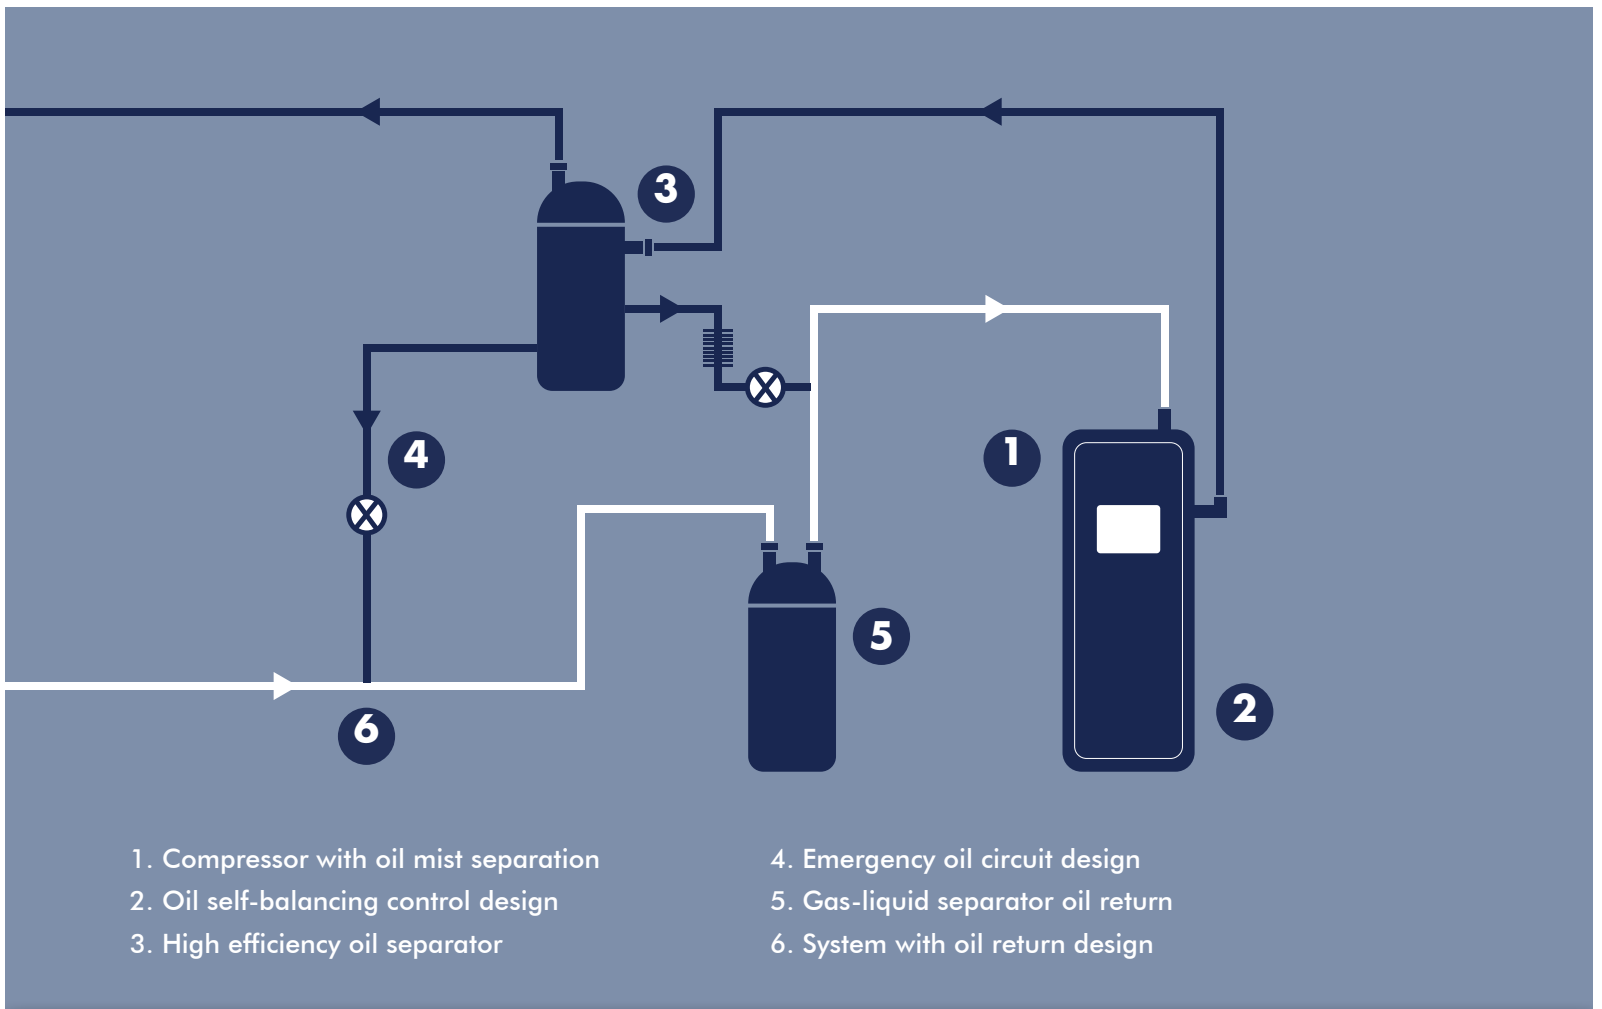 3
4
1
5
2
6
1. Compressor with oil mist separation
2. Oil self-balancing control design
3. High efficiency oil separator
4. Emergency oil circuit design
5. Gas-liquid separator oil return
6. System with oil return design